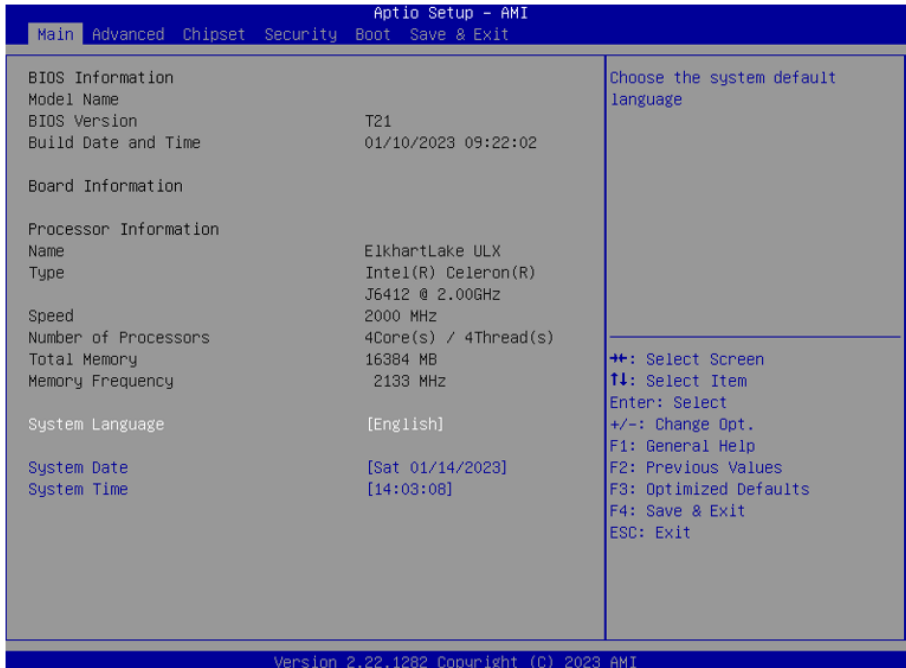 Aptio Setup – AMI
Main Advanced Chipset Security Boot Save & Exit
BIOS Information
Model Name
BIOS Version T21
Build Date and Time 01/10/2023 09:22:02
Board Information
Processor Information
Name ElkhartLake ULX
Type Intel(R) Celeron(R)
J6412 @ 2.00GHz
Speed 2000 MHz
Number of Processors 4Core(s) / 4Thread(s)
Total Memory 16384 MB
Memory Frequency 2133 MHz
System Language [English]
System Date [Sat 01/14/2023]
System Time [14:03:08]
Choose the system default
language
→←: Select Screen
↑↓: Select Item
Enter: Select
+/-: Change Opt.
F1: General Help
F2: Previous Values
F3: Optimized Defaults
F4: Save & Exit
ESC: Exit
Version 2.22.1282 Copyright (C) 2023 AMI